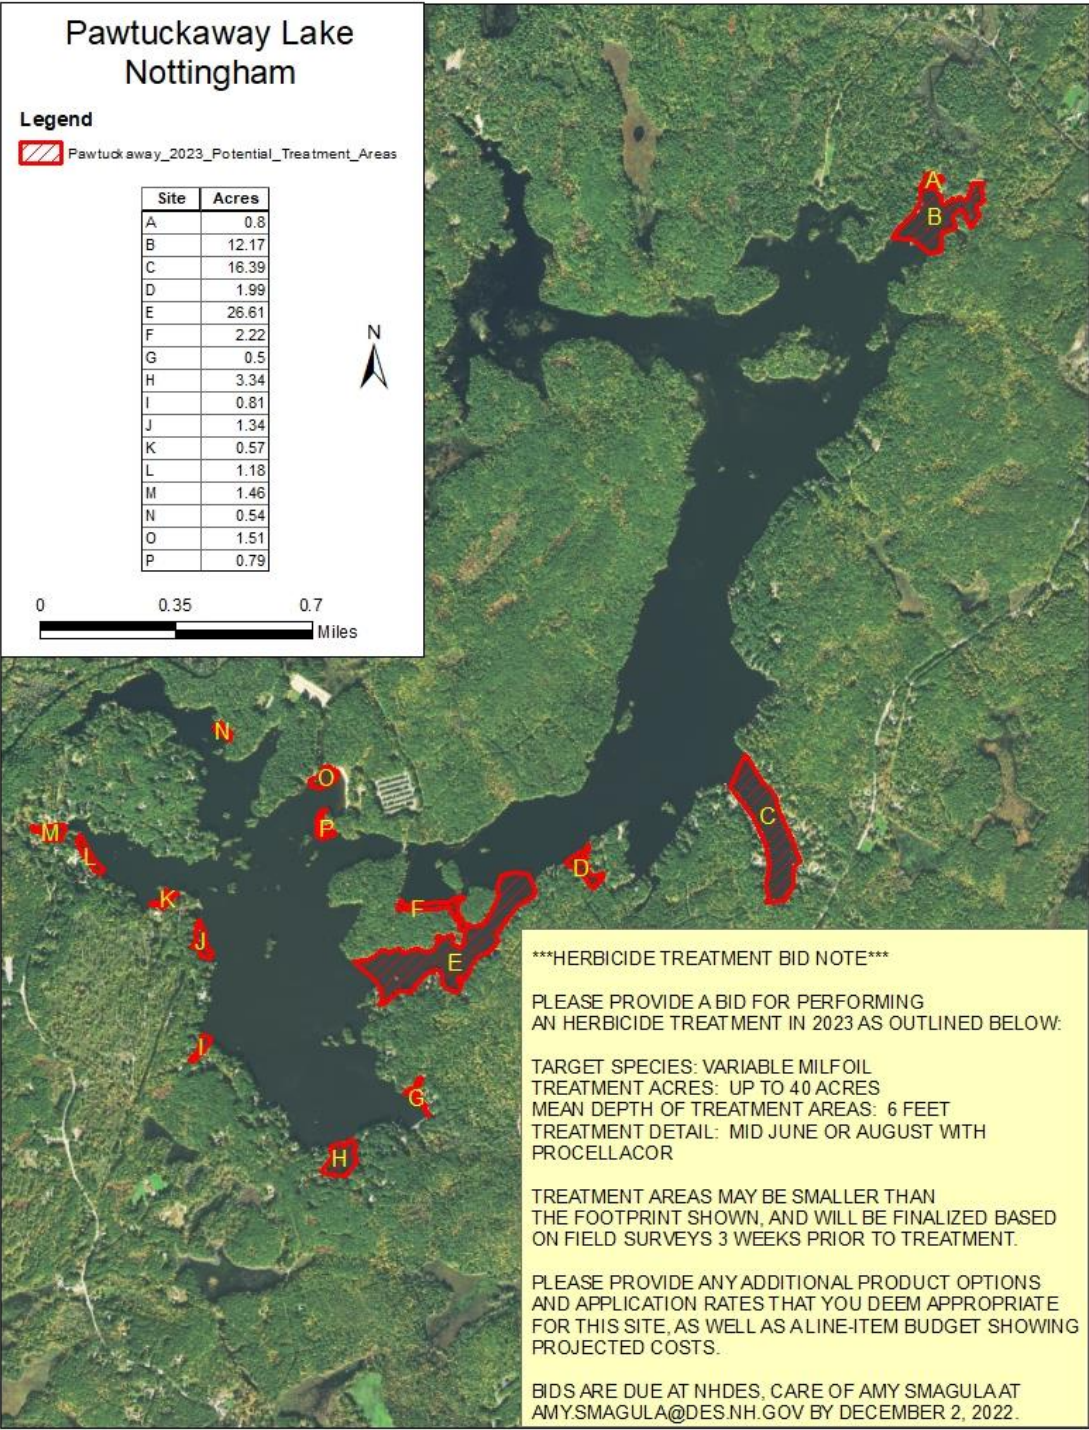 Pawtuckaway Lake
Nottingham
Legend
Pawtuckaway_2023_Potential_Treatment_Areas
Site Acres
A 0.8
B 12.17
C 16.39
D 1.99
E 26.61
F 2.22
G 0.5
H 3.34
I 0.81
J 1.34
K 0.57
L 1.18
M 1.46
N 0.54
O 1.51
P 0.79
N
0 0.35 0.7
Miles
A
B
N
O
C
P
M
L
D
K
F
J
E
I
G
H
***HERBICIDE TREATMENT BID NOTE***
PLEASE PROVIDE A BID FOR PERFORMING
AN HERBICIDE TREATMENT IN 2023 AS OUTLINED BELOW:
TARGET SPECIES: VARIABLE MILFOIL
TREATMENT ACRES: UP TO 40 ACRES
MEAN DEPTH OF TREATMENT AREAS: 6 FEET
TREATMENT DETAIL: MID JUNE OR AUGUST WITH
PROCELLACOR
TREATMENT AREAS MAY BE SMALLER THAN
THE FOOTPRINT SHOWN, AND WILL BE FINALIZED BASED
ON FIELD SURVEYS 3 WEEKS PRIOR TO TREATMENT.
PLEASE PROVIDE ANY ADDITIONAL PRODUCT OPTIONS
AND APPLICATION RATES THAT YOU DEEM APPROPRIATE
FOR THIS SITE, AS WELL AS A LINE-ITEM BUDGET SHOWING
PROJECTED COSTS.
BIDS ARE DUE AT NHDES, CARE OF AMY SMAGULA AT
AMY.SMAGULA@DES.NH.GOV BY DECEMBER 2, 2022.